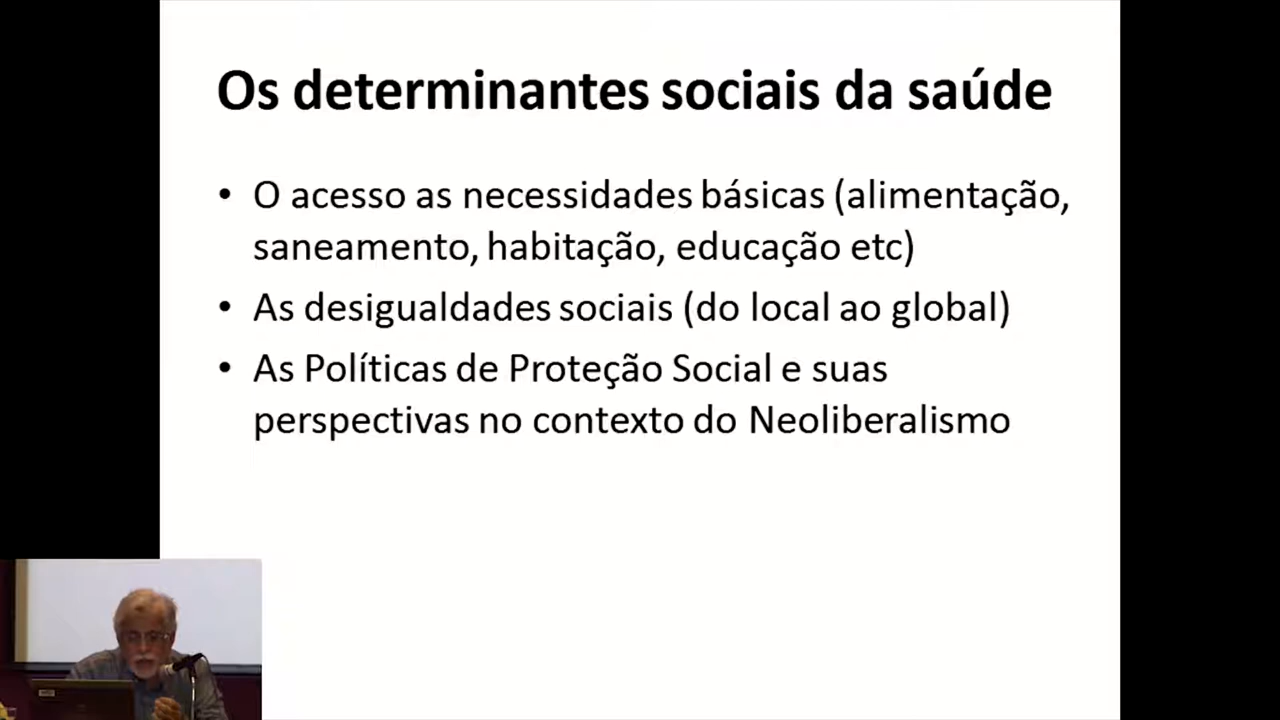 Os determinantes sociais da saúde
• O acesso as necessidades básicas (alimentação,
saneamento, habitação, educação etc)
• As desigualdades sociais (do local ao global)
• As Políticas de Proteção Social e suas
perspectivas no contexto do Neoliberalismo